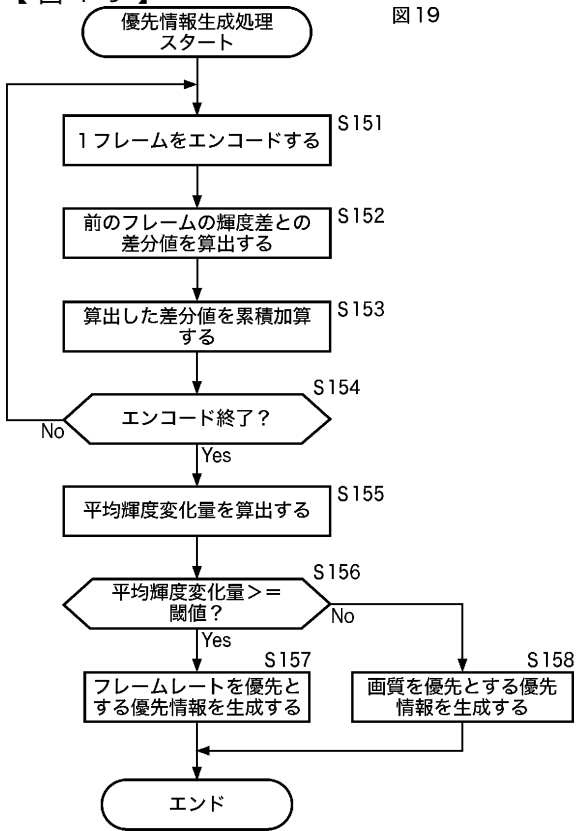 【図19】
図19
優先情報生成処理
スタート
S151
1フレームをエンコードする
S152
前のフレームの輝度差との
差分値を算出する
S153
算出した差分値を累積加算
する
S154
エンコード終了？
No
Yes
S155
平均輝度変化量を算出する
S156
平均輝度変化量＞＝
閾値？
No
Yes
S157
フレームレートを優先と
する優先情報を生成する
S158
画質を優先とする優先
情報を生成する
エンド